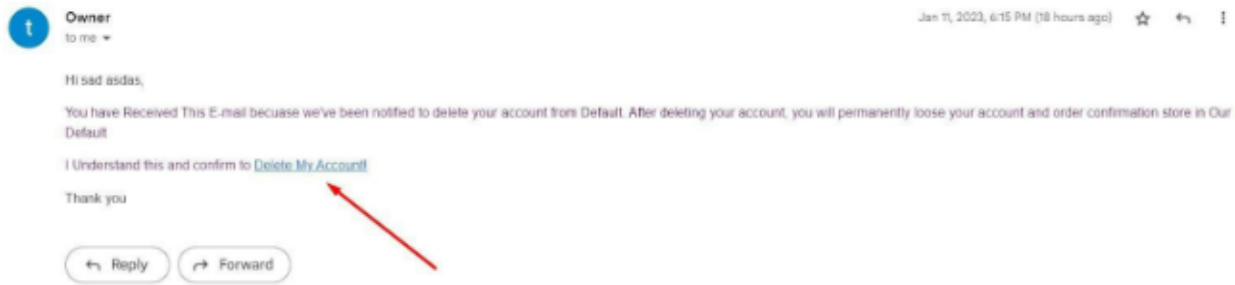 t
Owner
Jan 11, 2023, 6:15 PM (18 hours ago)
to me
Hi sad asdas,
You have Received This E-mail becuase we've been notified to delete your account from Default. After deleting your account, you will permanently loose your account and order confirmation store in Our
Default
I Understand this and confirm to Delete My Account!
Thank you
Reply
Forward